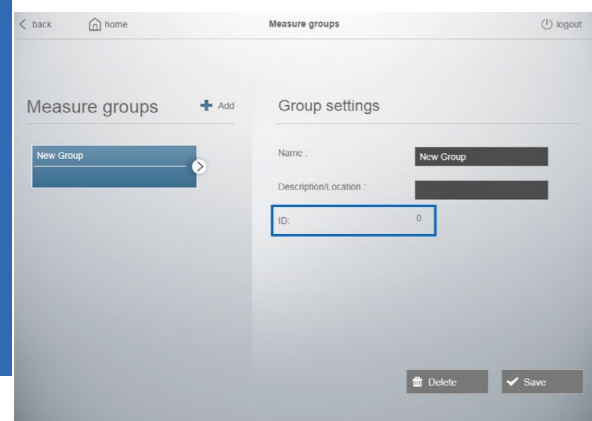 back
home
Measure groups
logout
Measure groups
Add
Group settings
New Group
Name :
New Group
Description/Location :
ID:
0
Delete
Save